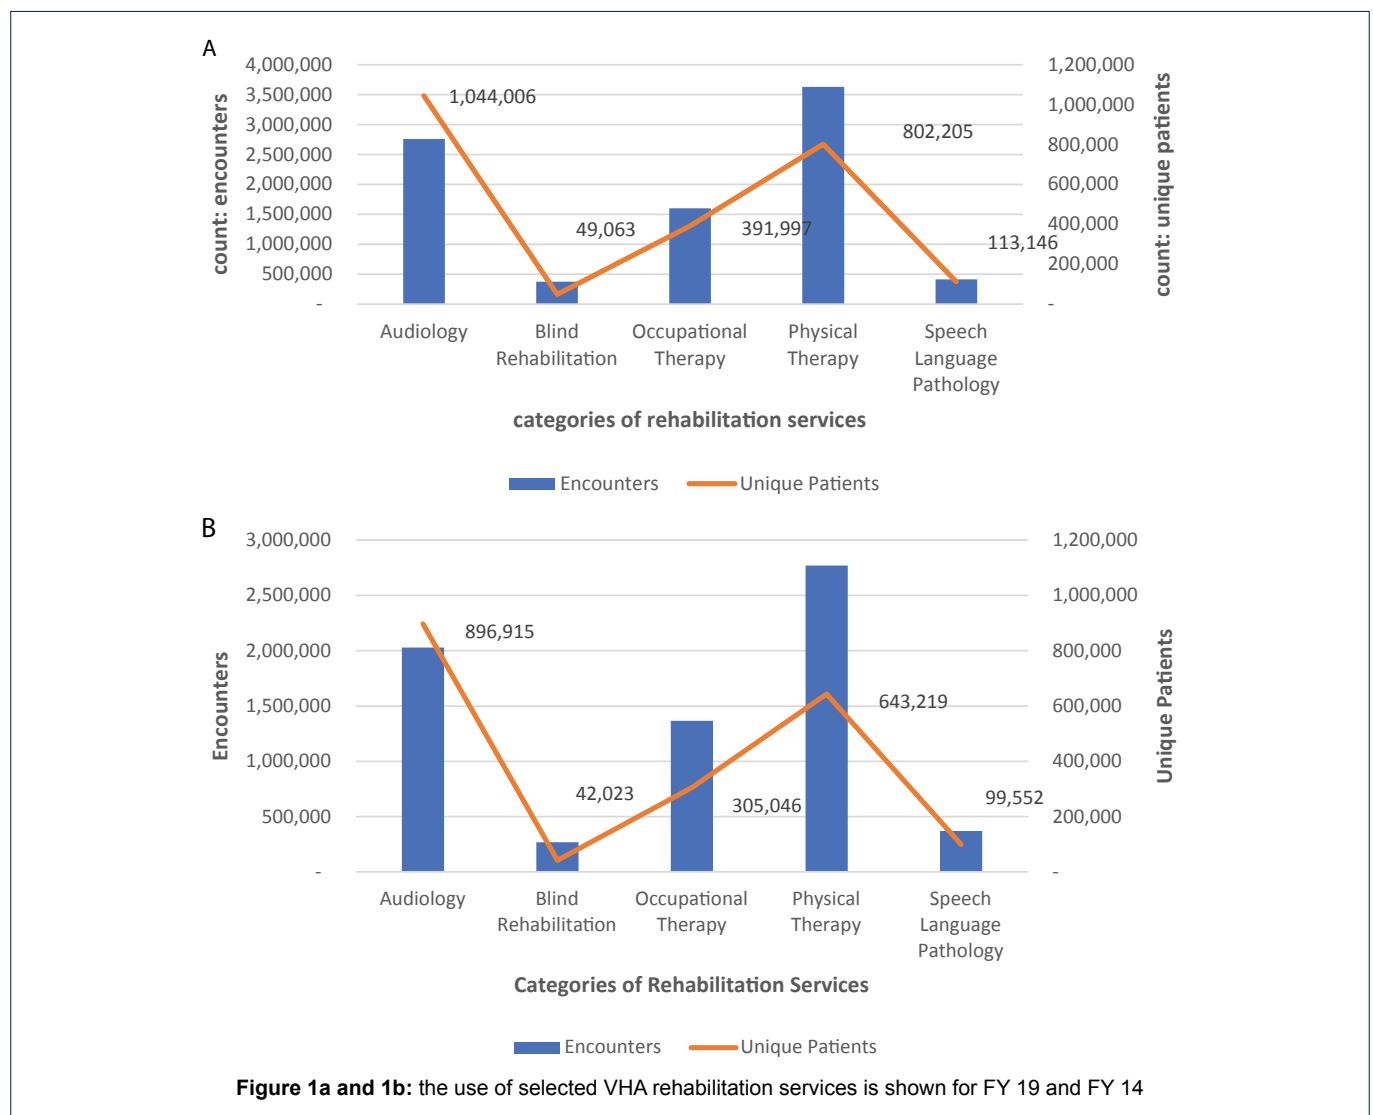 A
4,000,000
3,500,000
3,000,000
2,500,000
2,000,000
1,500,000
1,000,000
500,000
-
count: encounters
1,200,000
1,000,000
800,000
600,000
400,000
200,000
-
count: unique patients
1,044,006
49,063
391,997
802,205
113,146
Audiology
Blind
Rehabilitation
Occupational
Therapy
Physical
Therapy
Speech
Language
Pathology
categories of rehabilitation services
Encounters
Unique Patients
B
3,000,000
2,500,000
2,000,000
1,500,000
1,000,000
500,000
-
Encounters
1,200,000
1,000,000
800,000
600,000
400,000
200,000
-
Unique Patients
896,915
42,023
305,046
643,219
99,552
Audiology
Blind
Rehabilitation
Occupational
Therapy
Physical
Therapy
Speech
Language
Pathology
Categories of Rehabilitation Services
Encounters
Unique Patients
Figure 1a and 1b: the use of selected VHA rehabilitation services is shown for FY 19 and FY 14